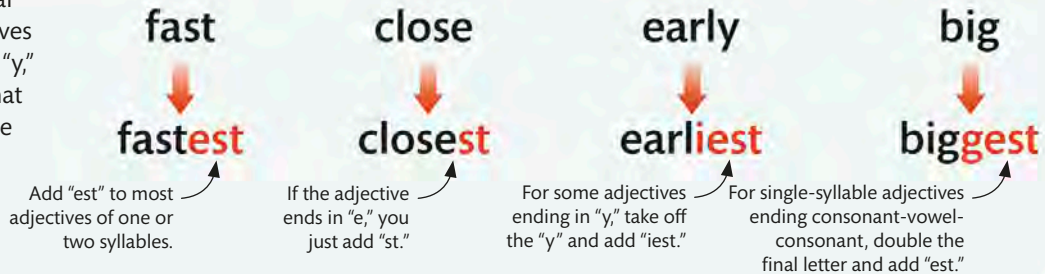 ves
"y,"
hat
e
fast
close
early
big
fastest
closest
earliest
biggest
Add "est" to most
adjectives of one or
two syllables.
If the adjective
ends in "e," you
just add "st."
For some adjectives
ending in "y," take off
the "y" and add "iest."
For single-syllable adjectives
ending consonant-vowel-
consonant, double the
final letter and add "est."